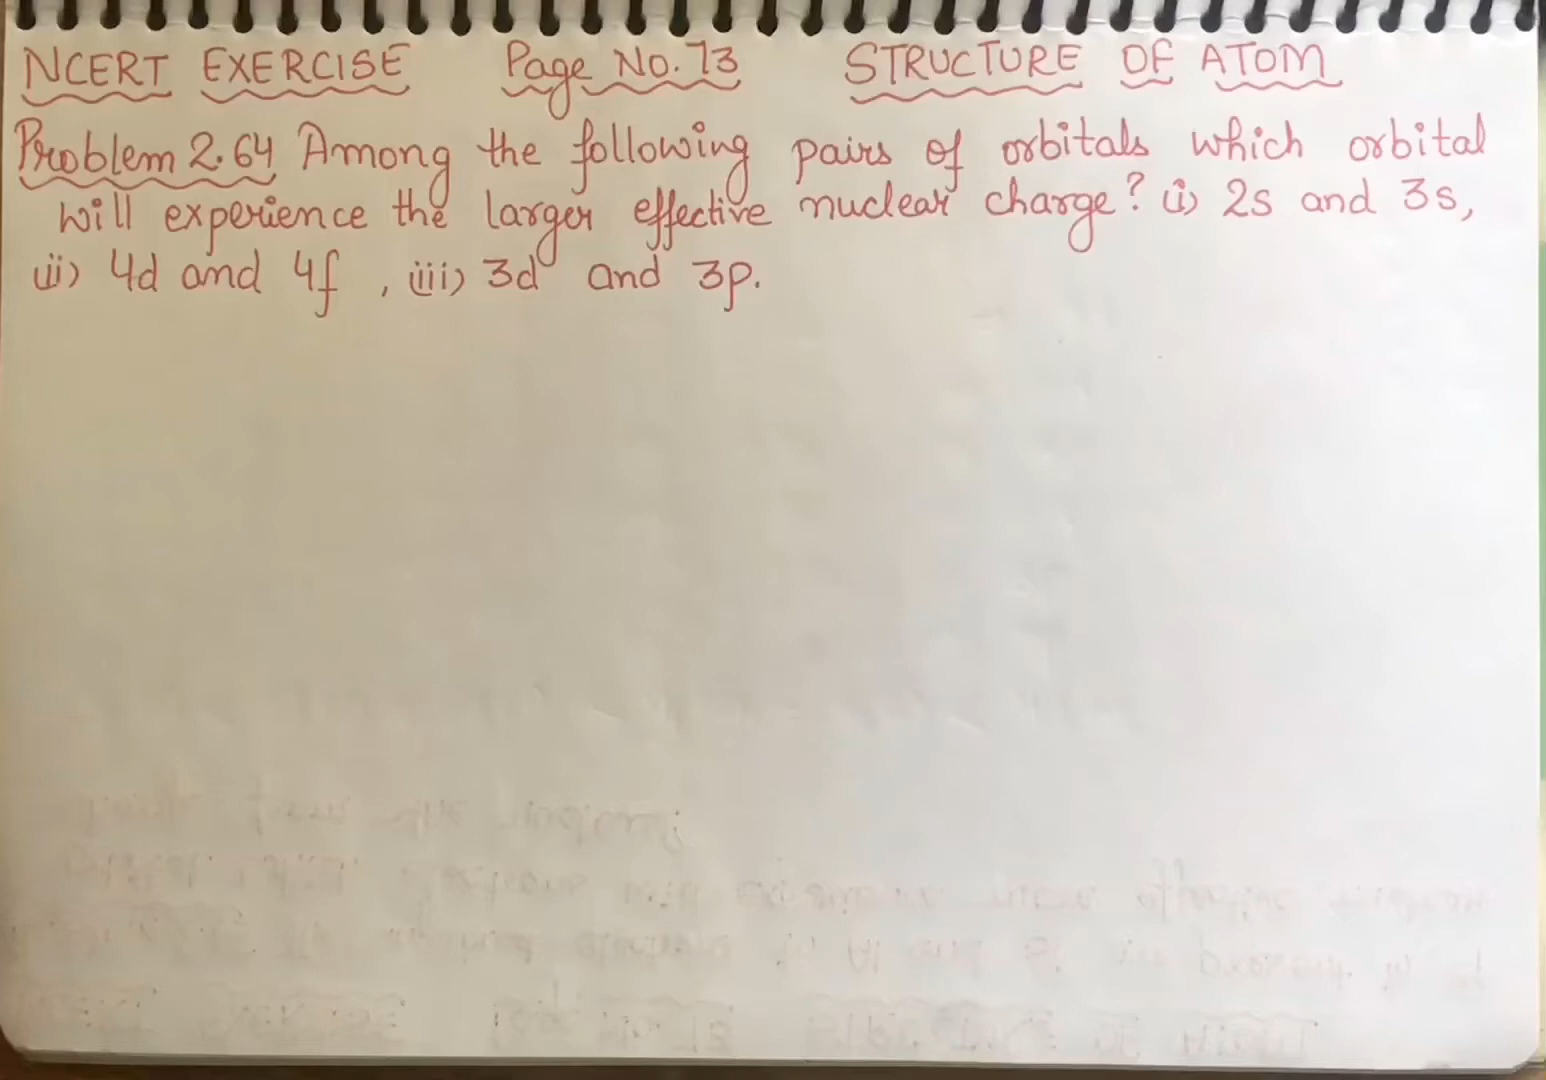 NCERT EXERCISE Page No. 73 STRUCTURE OF ATOM
Problem 2.64 Among the following pairs of orbitals which orbital
will experience the larger effective nuclear charge? (i) 2s and 3s,
(ii) 4d and 4f , (iii) 3d and 3p.